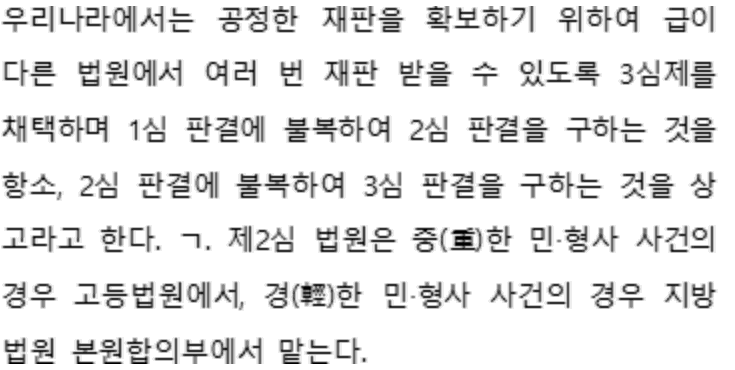 우리나라에서는 공정한 재판을 확보하기 위하여 급이
다른 법원에서 여러 번 재판 받을 수 있도록 3심제를
채택하며 1심 판결에 불복하여 2심 판결을 구하는 것을
항소, 2심 판결에 불복하여 3심 판결을 구하는 것을 상
고라고 한다. ㄱ. 제2심 법원은 중(重)한 민·형사 사건의
경우 고등법원에서, 경(輕)한 민·형사 사건의 경우 지방
법원 본원합의부에서 맡는다.